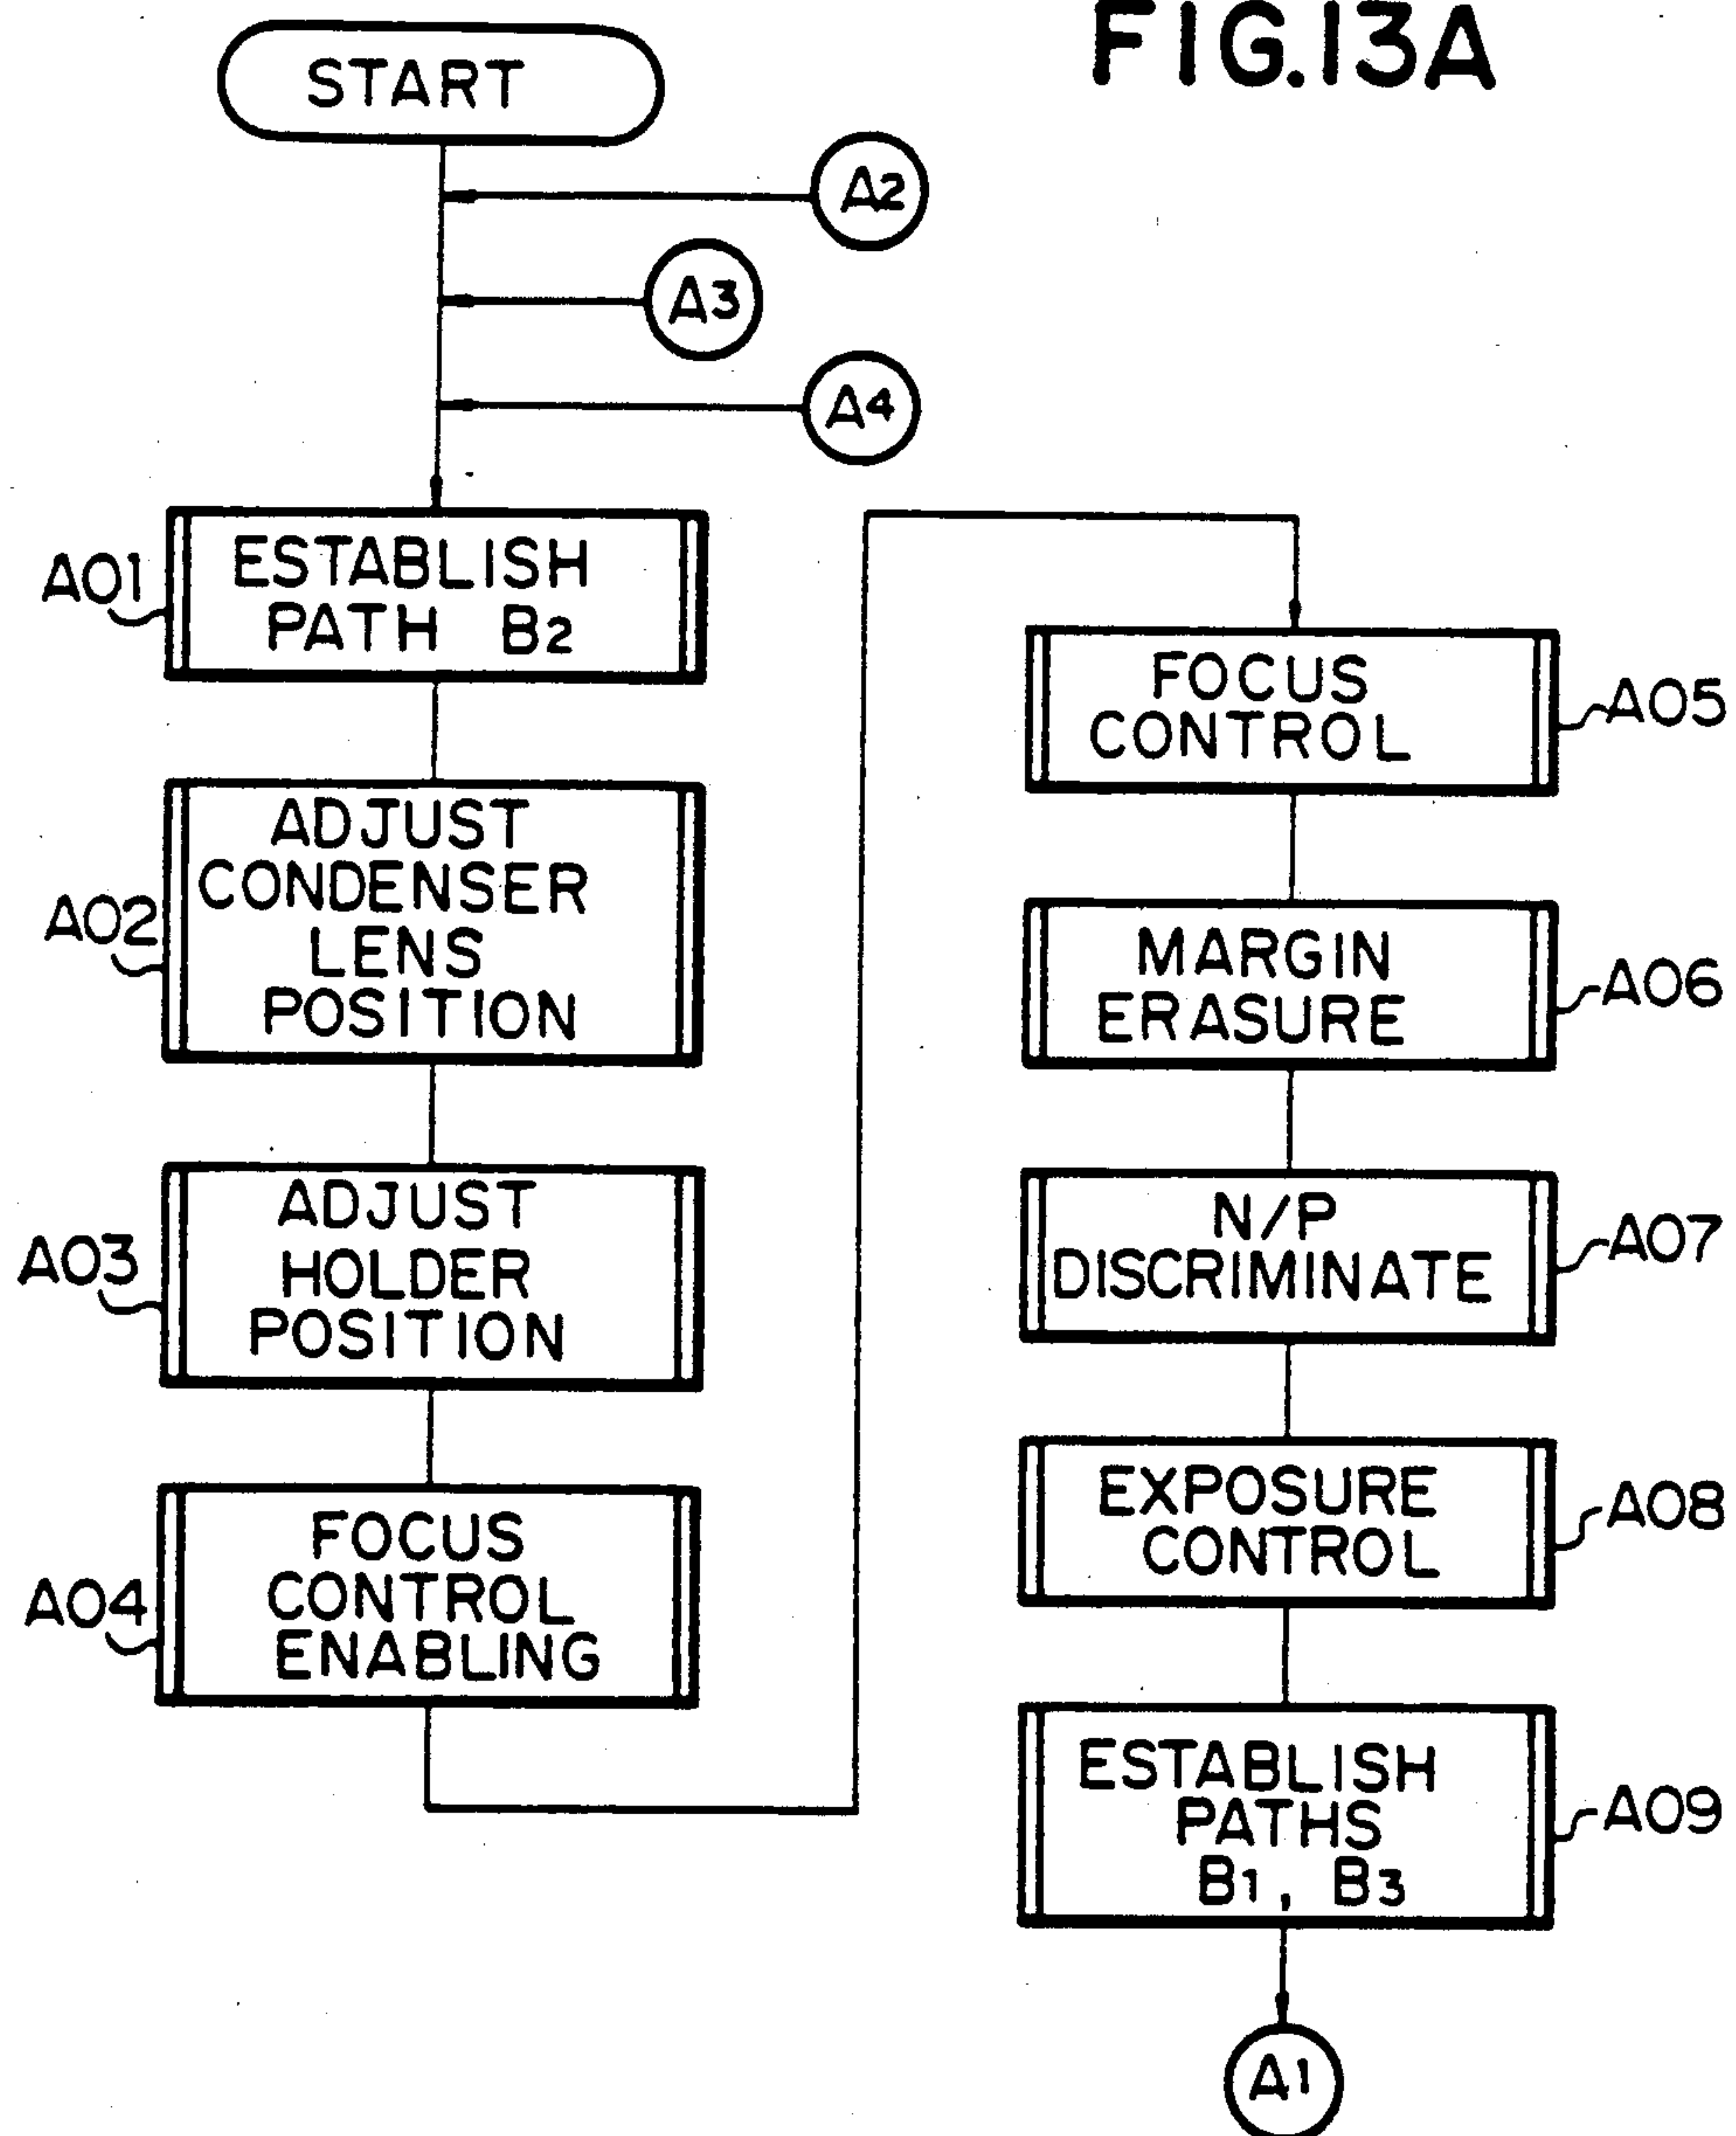 FIG.13A
START
A2
A3
A4
A01
ESTABLISH
PATH B2
A02
ADJUST
CONDENSER
LENS
POSITION
A03
ADJUST
HOLDER
POSITION
A04
FOCUS
CONTROL
ENABLING
FOCUS
CONTROL
A05
MARGIN
ERASURE
A06
N/P
DISCRIMINATE
A07
EXPOSURE
CONTROL
A08
ESTABLISH
PATHS
B1, B3
A09
A1